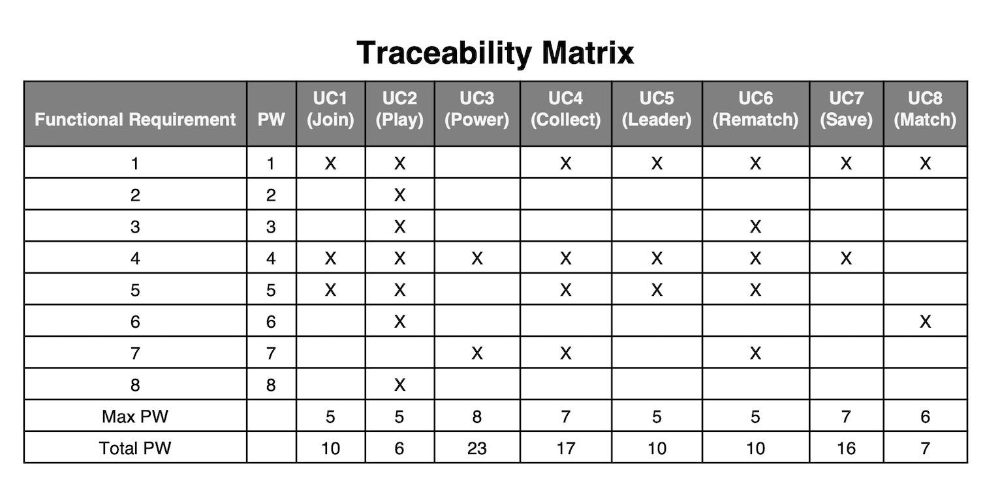 Traceability Matrix
Functional Requirement PW UC1 (Join) UC2 (Play) UC3 (Power) UC4 (Collect) UC5 (Leader) UC6 (Rematch) UC7 (Save) UC8 (Match)
1 1 X X X X X X X
2 2 X
3 3 X X
4 4 X X X X X X X
5 5 X X X X X
6 6 X X
7 7 X X X
8 8 X
Max PW 5 5 8 7 5 5 7 6
Total PW 10 6 23 17 10 10 16 7